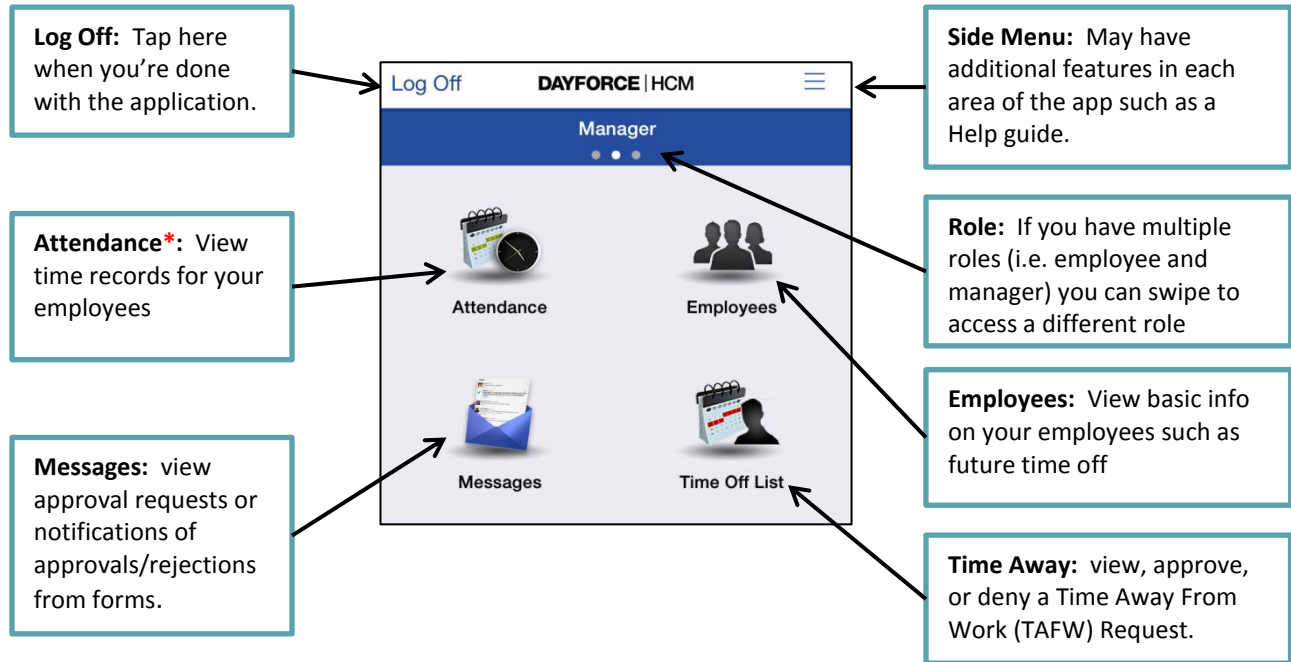 Log Off: Tap here
when you’re done
with the application.
Attendance*: View
time records for your
employees
Messages: view
approval requests or
notifications of
approvals/rejections
from forms.
Log Off DAYFORCE | HCM
Manager
Attendance Employees
Messages Time Off List
Side Menu: May have
additional features in each
area of the app such as a
Help guide.
Role: If you have multiple
roles (i.e. employee and
manager) you can swipe to
access a different role
Employees: View basic info
on your employees such as
future time off
Time Away: view, approve,
or deny a Time Away From
Work (TAFW) Request.